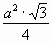 a² · √3
4